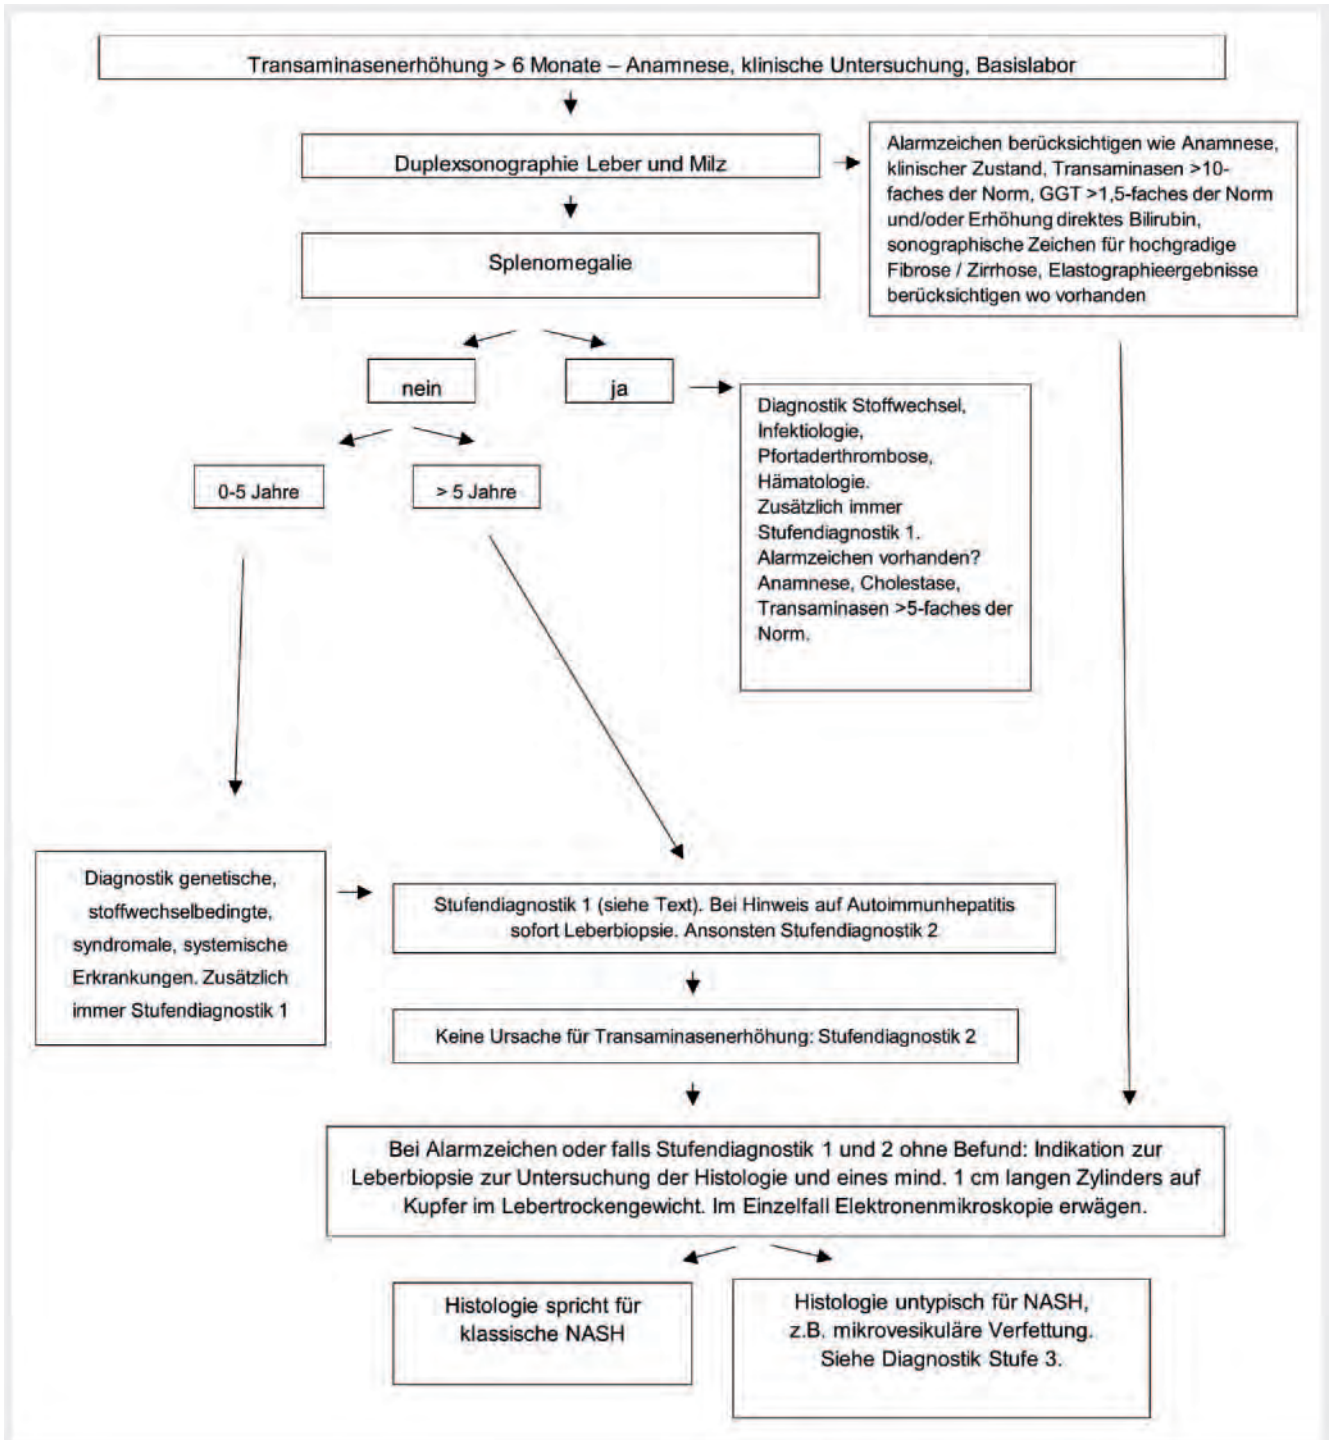 Transaminasenerhöhung > 6 Monate – Anamnese, klinische Untersuchung, Basislabor
Duplexsonographie Leber und Milz
Alarmzeichen berücksichtigen wie Anamnese,
klinischer Zustand, Transaminasen >10-
faches der Norm, GGT >1,5-faches der Norm
und/oder Erhöhung direktes Bilirubin,
sonographische Zeichen für hochgradige
Fibrose / Zirrhose, Elastographieergebnisse
berücksichtigen wo vorhanden
Splenomegalie
nein
ja
Diagnostik Stoffwechsel,
Infektiologie,
Pfortaderthrombose,
Hämatologie.
Zusätzlich immer
Stufendiagnostik 1.
Alarmzeichen vorhanden?
Anamnese, Cholestase,
Transaminasen >5-faches der
Norm.
0-5 Jahre
> 5 Jahre
Diagnostik genetische,
stoffwechselbedingte,
syndromale, systemische
Erkrankungen. Zusätzlich
immer Stufendiagnostik 1
Stufendiagnostik 1 (siehe Text). Bei Hinweis auf Autoimmunhepatitis
sofort Leberbiopsie. Ansonsten Stufendiagnostik 2
Keine Ursache für Transaminasenerhöhung: Stufendiagnostik 2
Bei Alarmzeichen oder falls Stufendiagnostik 1 und 2 ohne Befund: Indikation zur
Leberbiopsie zur Untersuchung der Histologie und eines mind. 1 cm langen Zylinders auf
Kupfer im Lebertrockengewicht. Im Einzelfall Elektronenmikroskopie erwägen.
Histologie spricht für
klassische NASH
Histologie untypisch für NASH,
z.B. mikrovesikuläre Verfettung.
Siehe Diagnostik Stufe 3.